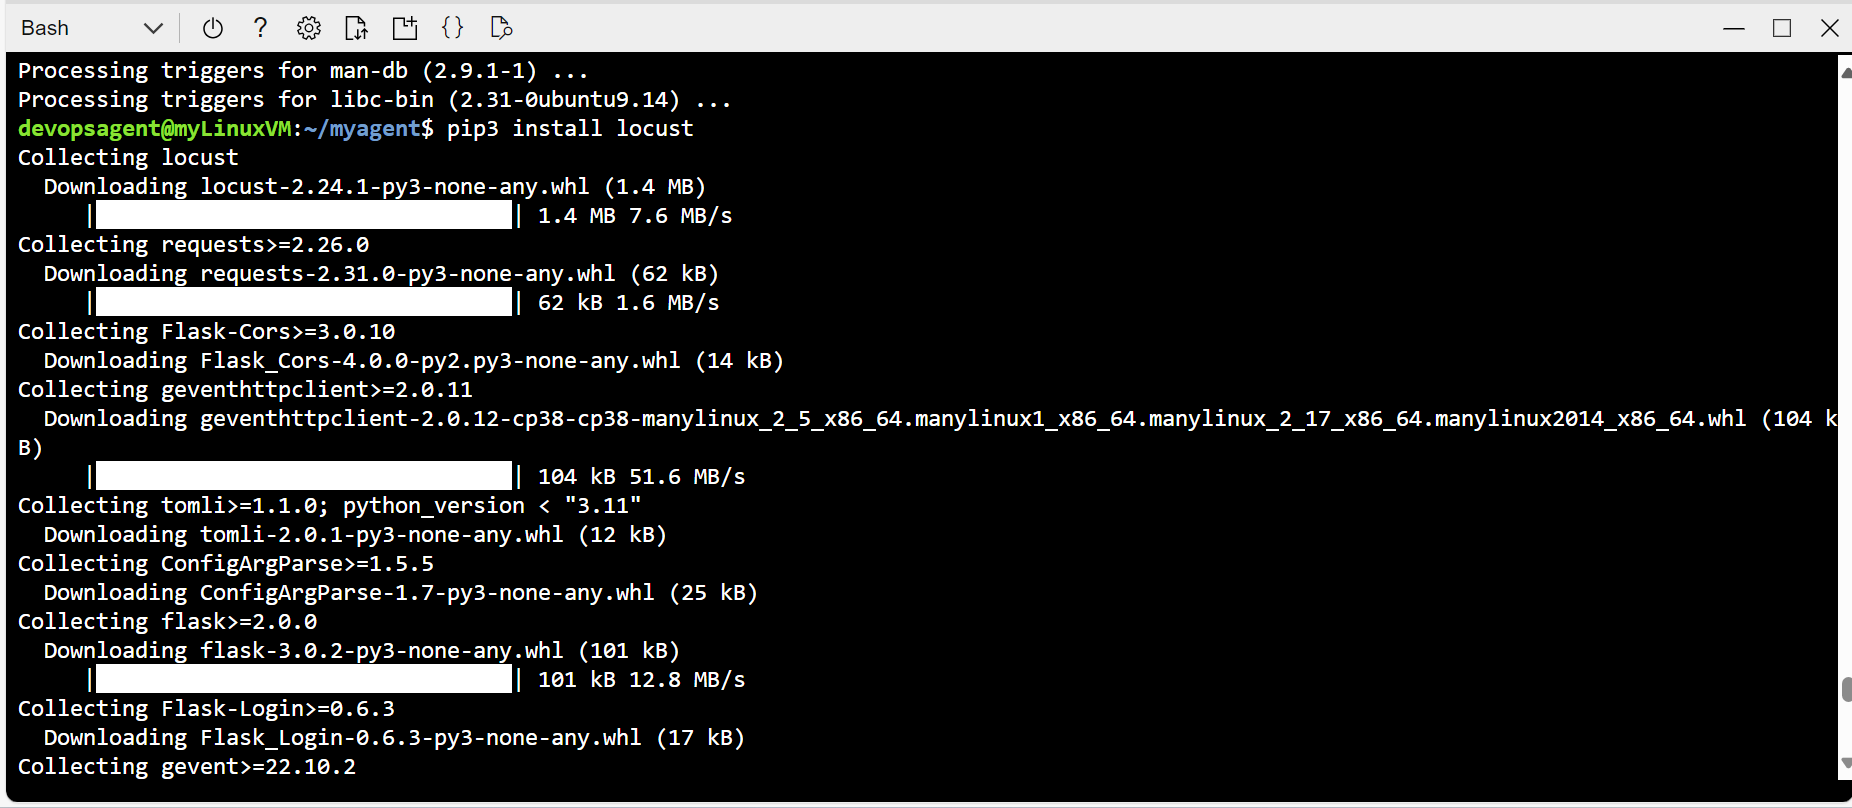 Bash
Processing triggers for man-db (2.9.1-1) ...
Processing triggers for libc-bin (2.31-0ubuntu9.14) ...
devopsagent@myLinuxVM:~/myagent$ pip3 install locust
Collecting locust
  Downloading locust-2.24.1-py3-none-any.whl (1.4 MB)
     |                                | 1.4 MB 7.6 MB/s
Collecting requests>=2.26.0
  Downloading requests-2.31.0-py3-none-any.whl (62 kB)
     |                                | 62 kB 1.6 MB/s
Collecting Flask-Cors>=3.0.10
  Downloading Flask_Cors-4.0.0-py2.py3-none-any.whl (14 kB)
Collecting geventhttpclient>=2.0.11
  Downloading geventhttpclient-2.0.12-cp38-cp38-manylinux_2_5_x86_64.manylinux1_x86_64.manylinux_2_17_x86_64.manylinux2014_x86_64.whl (104 k
B)
     |                                | 104 kB 51.6 MB/s
Collecting tomli>=1.1.0; python_version < "3.11"
  Downloading tomli-2.0.1-py3-none-any.whl (12 kB)
Collecting ConfigArgParse>=1.5.5
  Downloading ConfigArgParse-1.7-py3-none-any.whl (25 kB)
Collecting flask>=2.0.0
  Downloading flask-3.0.2-py3-none-any.whl (101 kB)
     |                                | 101 kB 12.8 MB/s
Collecting Flask-Login>=0.6.3
  Downloading Flask_Login-0.6.3-py3-none-any.whl (17 kB)
Collecting gevent>=22.10.2